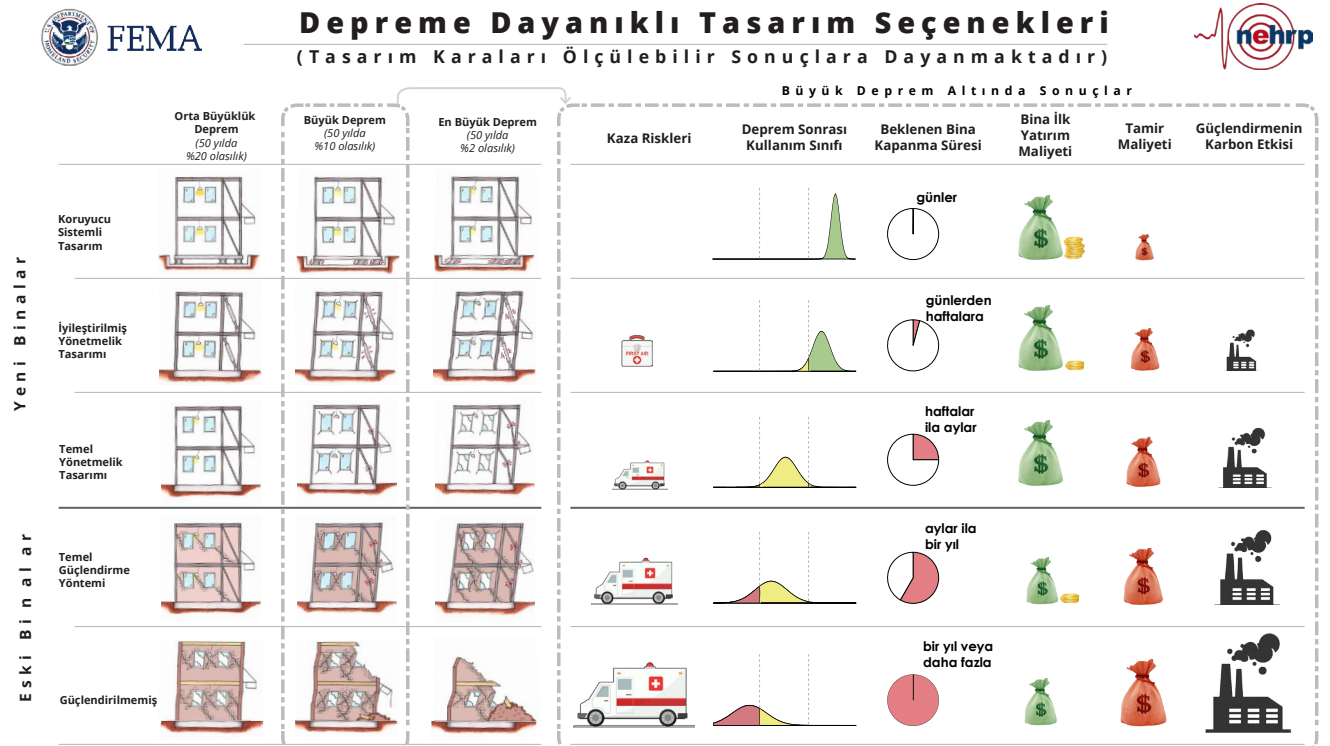 Depreme Dayanıklı Tasarım Seçenekleri
(Tasarım Karaları Ölçülebilir Sonuçlara Dayanmaktadır)
FEMA
nehrp
Büyük Deprem Altında Sonuçlar
Orta Büyüklük
Deprem
(50 yılda
%20 olasılık)
Büyük Deprem
(50 yılda
%10 olasılık)
En Büyük Deprem
(50 yılda
%2 olasılık)
Kaza Riskleri
Deprem Sonrası
Kullanım Sınıfı
Beklenen Bina
Kapanma Süresi
Bina İlk
Yatırım
Maliyeti
Tamir
Maliyeti
Güçlendirmenin
Karbon Etkisi
Yeni Binalar
Koruyucu
Sistemli
Tasarım
günler
$
$
İyileştirilmiş
Yönetmelik
Tasarımı
FIRST AID
günlerden
haftalara
$
$
Temel
Yönetmelik
Tasarımı
haftalar
ila aylar
$
$
Eski Binalar
Temel
Güçlendirme
Yöntemi
aylar ila
bir yıl
$
$
Güçlendirilmemiş
bir yıl veya
daha fazla
$
$